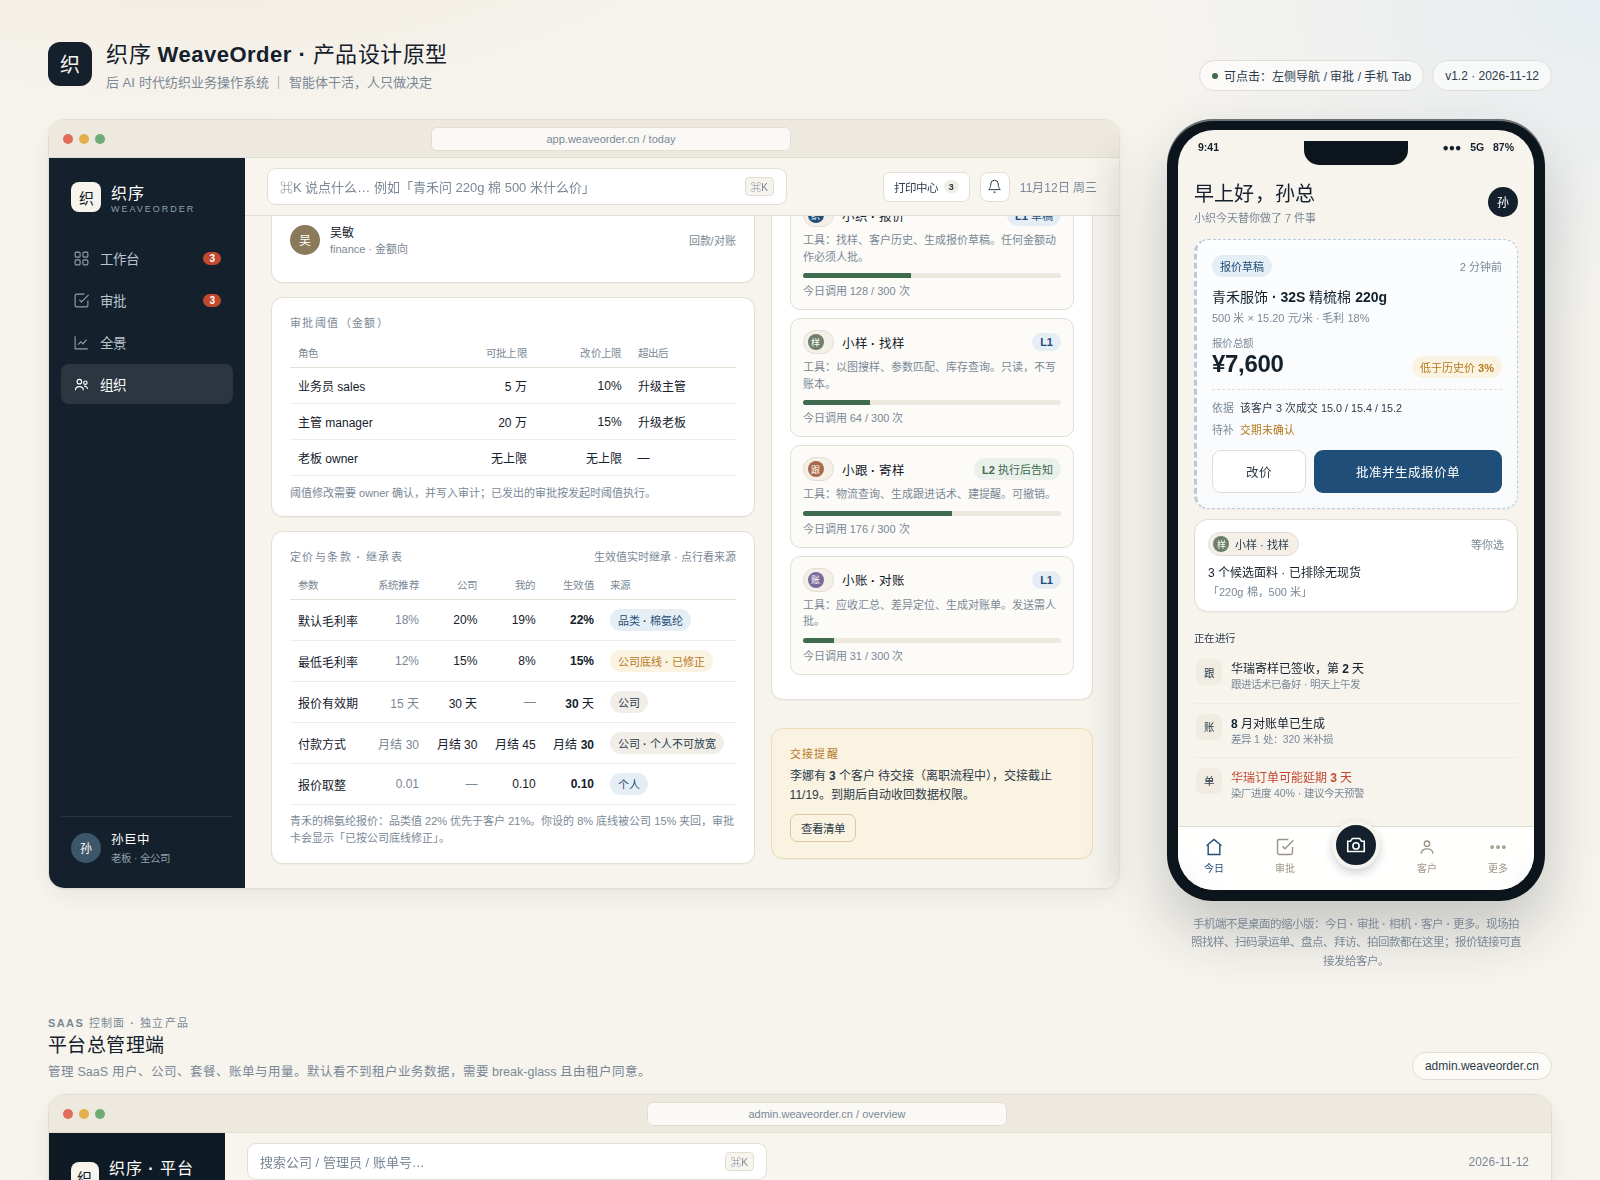 织
织序 WeaveOrder · 产品设计原型
后 AI 时代纺织业务操作系统 ｜ 智能体干活，人只做决定
可点击：左侧导航 / 审批 / 手机 Tab
v1.2 · 2026-11-12
app.weaveorder.cn / today
织
织序
WEAVEORDER
工作台
3
审批
3
全景
组织
孙
孙巨中
老板 · 全公司
⌘K 说点什么… 例如「青禾问 220g 棉 500 米什么价」
⌘K
打印中心
3
11月12日 周三
吴
吴敏
finance · 金额向
回款/对账
审批阈值（金额）
角色 可批上限 改价上限 超出后
业务员 sales 5 万 10% 升级主管
主管 manager 20 万 15% 升级老板
老板 owner 无上限 无上限 —
阈值修改需要 owner 确认，并写入审计；已发出的审批按发起时阈值执行。
定价与条款 · 继承表
生效值实时继承 · 点行看来源
参数 系统推荐 公司 我的 生效值 来源
默认毛利率 18% 20% 19% 22% 品类 · 棉氨纶
最低毛利率 12% 15% 8% 15% 公司底线 · 已修正
报价有效期 15 天 30 天 — 30 天 公司
付款方式 月结 30 月结 30 月结 45 月结 30 公司 · 个人不可放宽
报价取整 0.01 — 0.10 0.10 个人
青禾的棉氨纶报价：品类值 22% 优先于客户 21%。你设的 8% 底线被公司 15% 夹回，审批
卡会显示「已按公司底线修正」。
织
小织 · 报价
L1 草稿
工具：找样、客户历史、生成报价草稿。任何金额动
作必须人批。
今日调用 128 / 300 次
样
小样 · 找样
L1
工具：以图搜样、参数匹配、库存查询。只读，不写
账本。
今日调用 64 / 300 次
跟
小跟 · 寄样
L2 执行后告知
工具：物流查询、生成跟进话术、建提醒。可撤销。
今日调用 176 / 300 次
账
小账 · 对账
L1
工具：应收汇总、差异定位、生成对账单。发送需人
批。
今日调用 31 / 300 次
交接提醒
李娜有 3 个客户 待交接（离职流程中），交接截止
11/19。到期后自动收回数据权限。
查看清单
9:41
●●● 5G 87%
早上好，孙总
小织今天替你做了 7 件事
孙
报价草稿
2 分钟前
青禾服饰 · 32S 精梳棉 220g
500 米 × 15.20 元/米 · 毛利 18%
报价总额
¥7,600
低于历史价 3%
依据 该客户 3 次成交 15.0 / 15.4 / 15.2
待补 交期未确认
改价
批准并生成报价单
样
小样 · 找样
等你选
3 个候选面料 · 已排除无现货
「220g 棉，500 米」
正在进行
跟
华瑞寄样已签收，第 2 天
跟进话术已备好 · 明天上午发
账
8 月对账单已生成
差异 1 处：320 米补损
单
华瑞订单可能延期 3 天
染厂进度 40% · 建议今天预警
今日
审批
客户
更多
手机端不是桌面的缩小版：今日 · 审批 · 相机 · 客户 · 更多。现场拍
照找样、扫码录运单、盘点、拜访、拍回款都在这里；报价链接可直
接发给客户。
SAAS 控制面 · 独立产品
平台总管理端
管理 SaaS 用户、公司、套餐、账单与用量。默认看不到租户业务数据，需要 break-glass 且由租户同意。
admin.weaveorder.cn
admin.weaveorder.cn / overview
织
织序 · 平台
搜索公司 / 管理员 / 账单号…
⌘K
2026-11-12